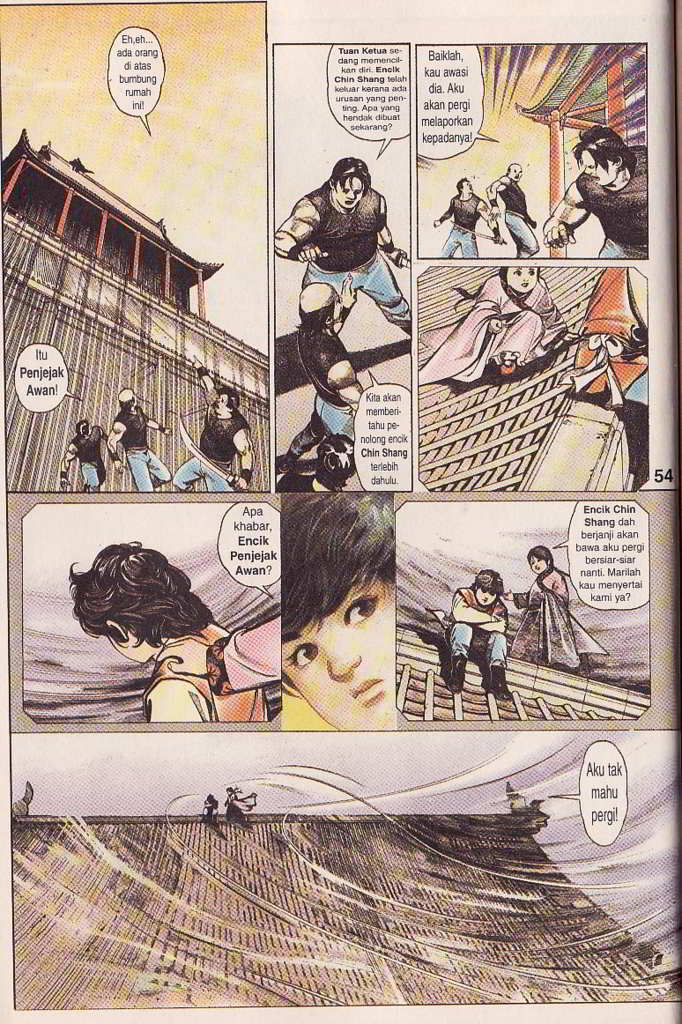 Eh,eh...
ada orang
di atas
bumbung
rumah
ini!
Itu
Penjejak
Awan!
Tuan Ketua se-
dang memencil-
kan diri. Encik
Chin Shang telah
keluar kerana ada
urusan yang pen-
ting. Apa yang
hendak dibuat
sekarang?
Kita akan
memberi-
tahu pe-
nolong encik
Chin Shang
terlebih
dahulu.
Baiklah,
kau awasi
dia. Aku
akan pergi
melaporkan
kepadanya!
54
Apa
khabar,
Encik
Penjejak
Awan?
Encik Chin
Shang dah
berjanji akan
bawa aku pergi
bersiar-siar
nanti. Marilah
kau menyertai
kami ya?
Aku tak
mahu
pergi!